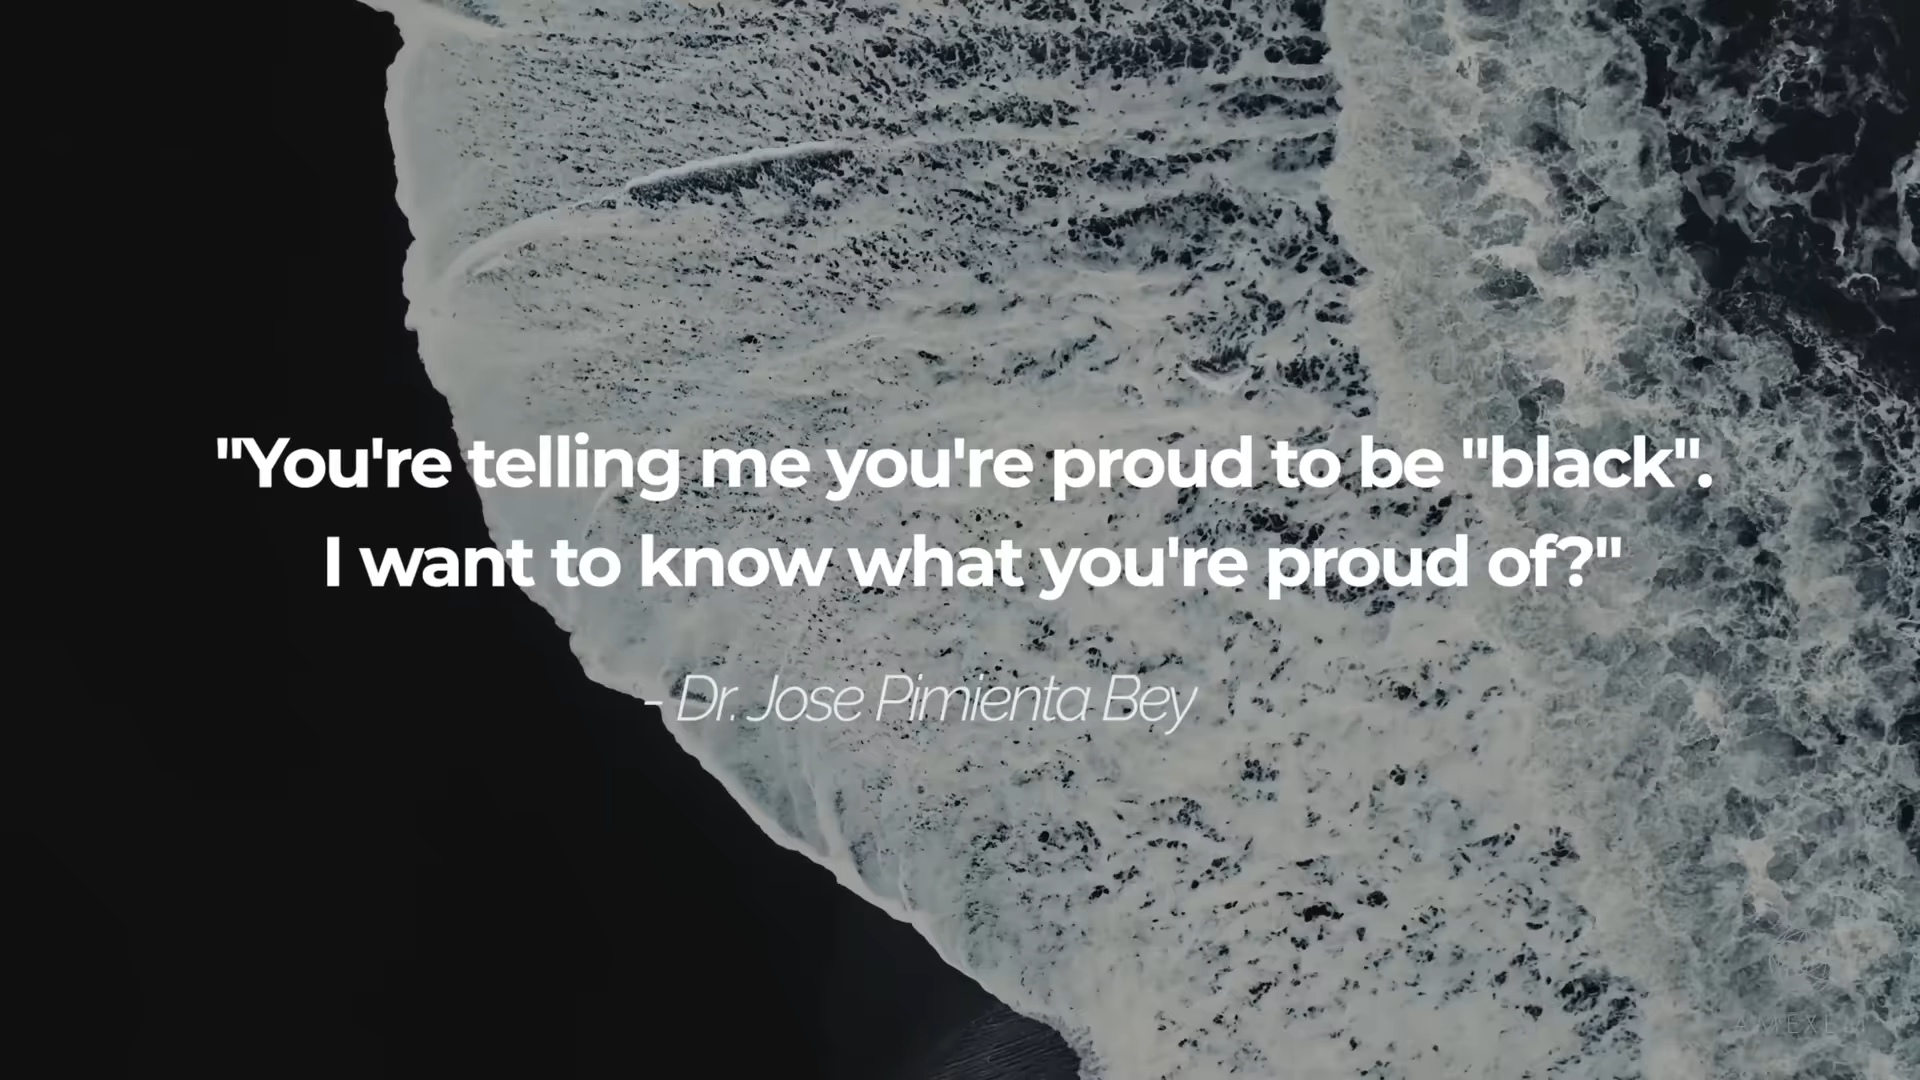 "You're telling me you're proud to be "black".
I want to know what you're proud of?"
- Dr. Jose Pimienta Bey